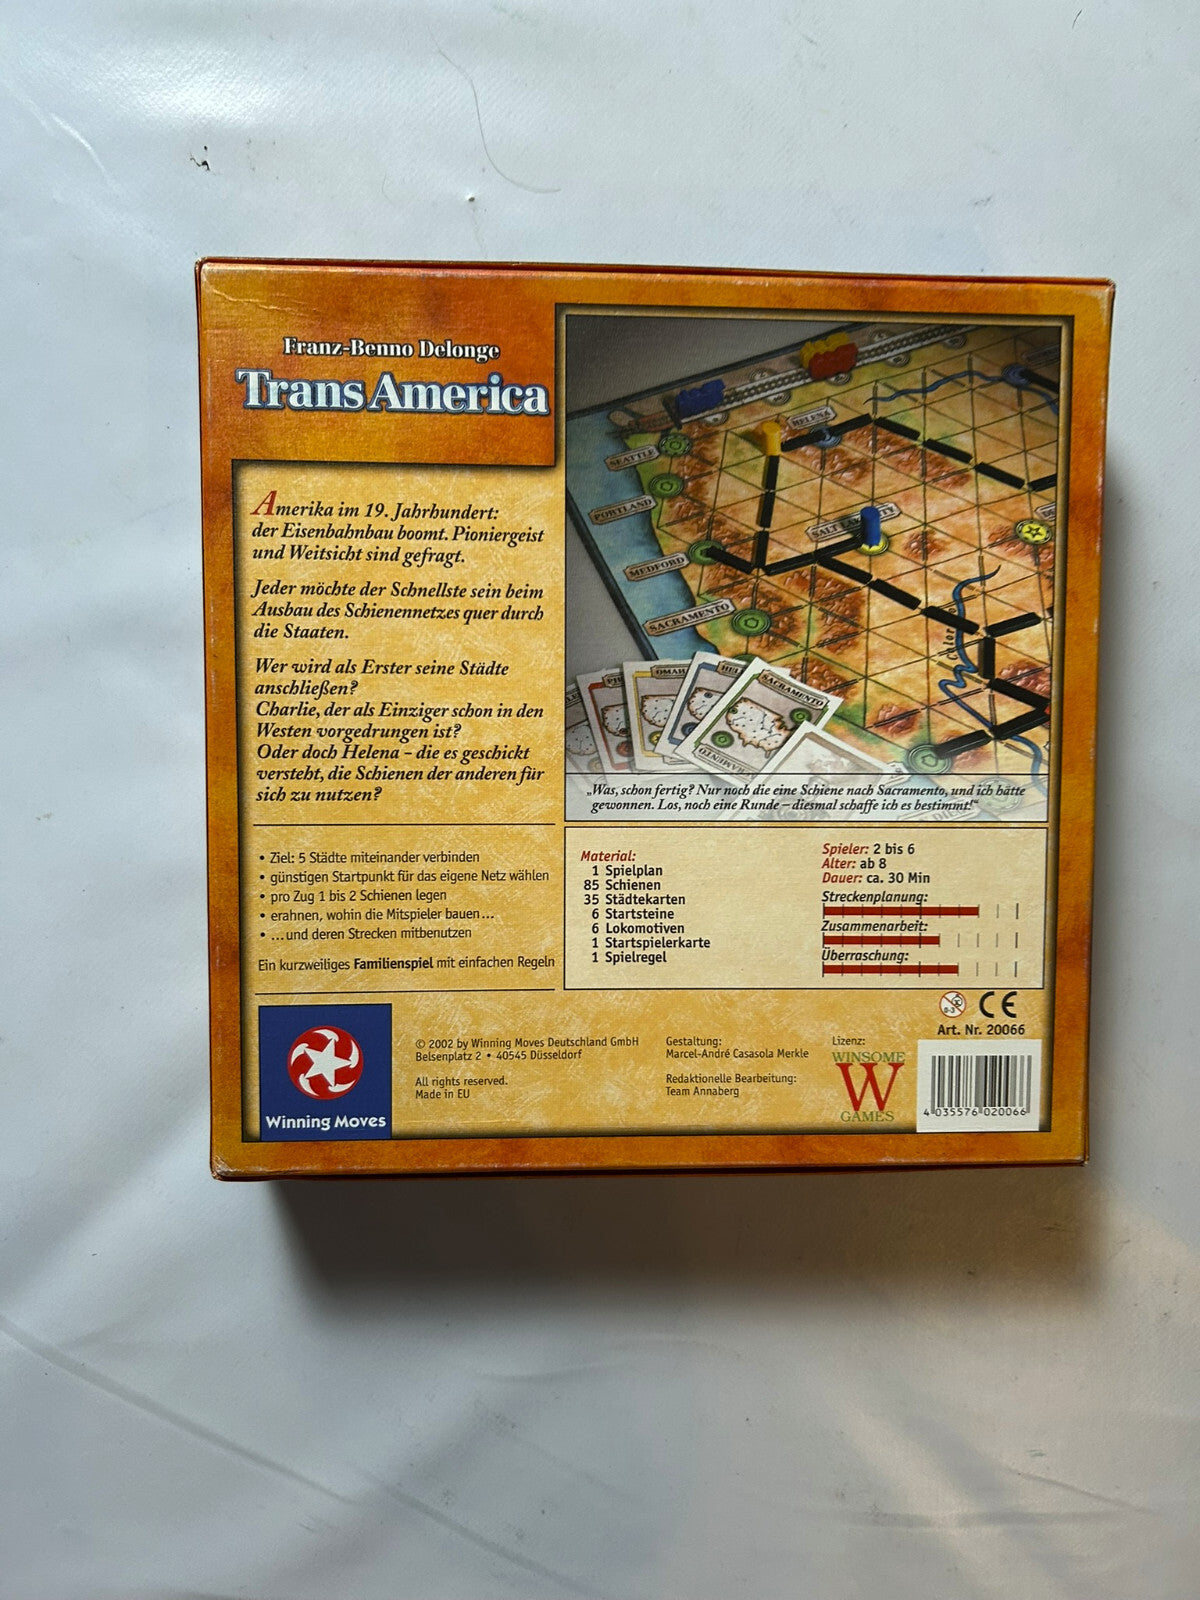 Franz-Benno Delonge
Trans America
Amerika im 19. Jahrhundert:
der Eisenbahnbau boomt. Pioniergeist
und Weitsicht sind gefragt.
Jeder möchte der Schnellste sein beim
Ausbau des Schienennetzes quer durch
die Staaten.
Wer wird als Erster seine Städte
anschließen?
Charlie, der als Einziger schon in den
Westen vorgedrungen ist?
Oder doch Helena – die es geschickt
versteht, die Schienen der anderen für
sich zu nutzen?
• Ziel: 5 Städte miteinander verbinden
• günstigen Startpunkt für das eigene Netz wählen
• pro Zug 1 bis 2 Schienen legen
• erahnen, wohin die Mitspieler bauen...
• ...und deren Strecken mitbenutzen
Ein kurzweiliges Familienspiel mit einfachen Regeln
HELENA
SEATTLE
PORTLAND
SALT LAKE CITY
MEDFORD
SACRAMENTO
OMAHA
HEL
SACRAMENTO
SACRAMENTO
„Was, schon fertig? Nur noch die eine Schiene nach Sacramento, und ich hätte
gewonnen. Los, noch eine Runde – diesmal schaffe ich es bestimmt!“
Material:
1 Spielplan
85 Schienen
35 Städtekarten
6 Startsteine
6 Lokomotiven
1 Startspielerkarte
1 Spielregel
Spieler: 2 bis 6
Alter: ab 8
Dauer: ca. 30 Min
Streckenplanung:
Zusammenarbeit:
Überraschung:
0-3
CE
Art. Nr. 20066
Winning Moves
© 2002 by Winning Moves Deutschland GmbH
Belsenplatz 2 • 40545 Düsseldorf
All rights reserved.
Made in EU
Gestaltung:
Marcel-André Casasola Merkle
Redaktionelle Bearbeitung:
Team Annaberg
Lizenz:
WINSOME
W
GAMES
4 035576 020066